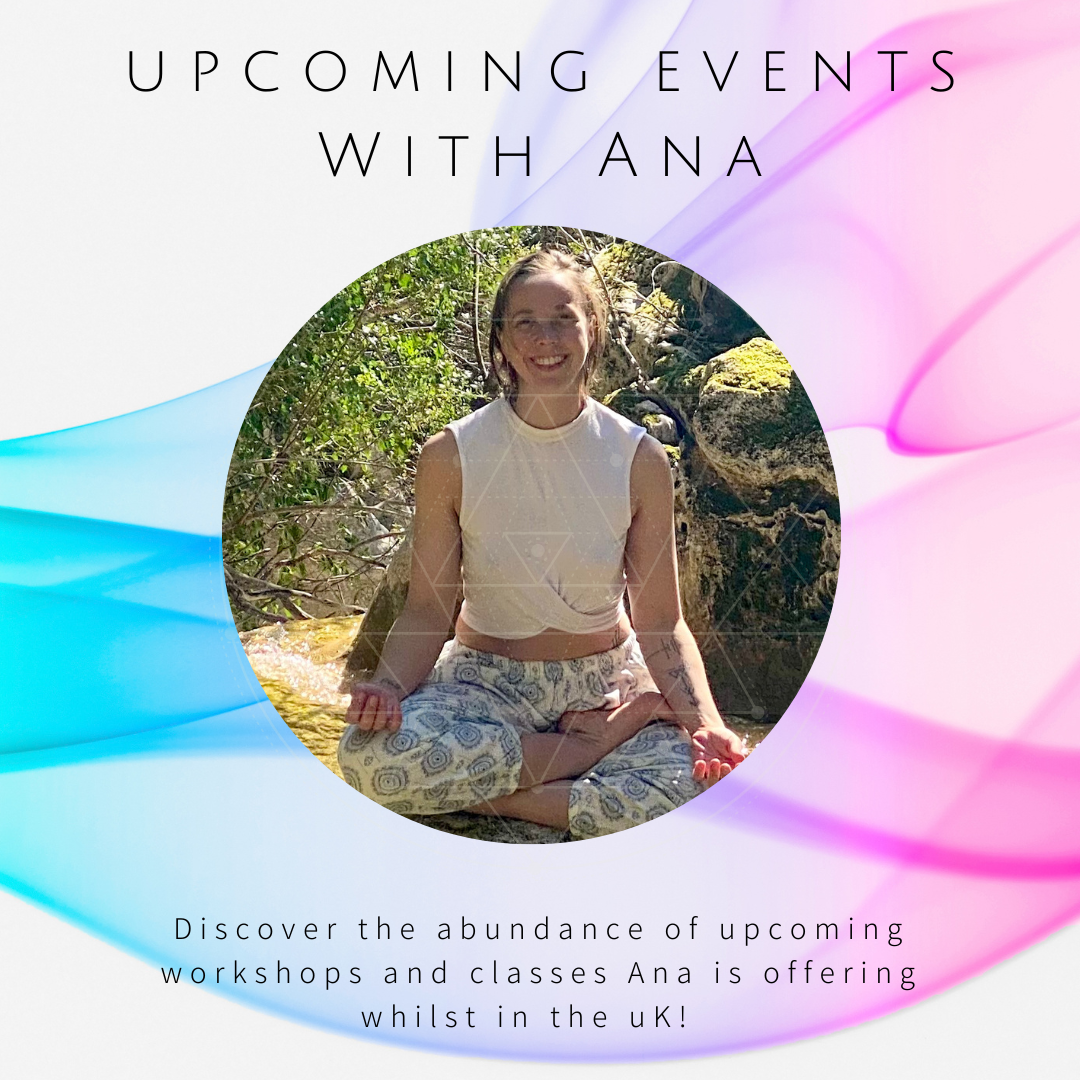 UPCOMING EVENTS
WITH ANA
Discover the abundance of upcoming
workshops and classes Ana is offering
whilst in the uK!